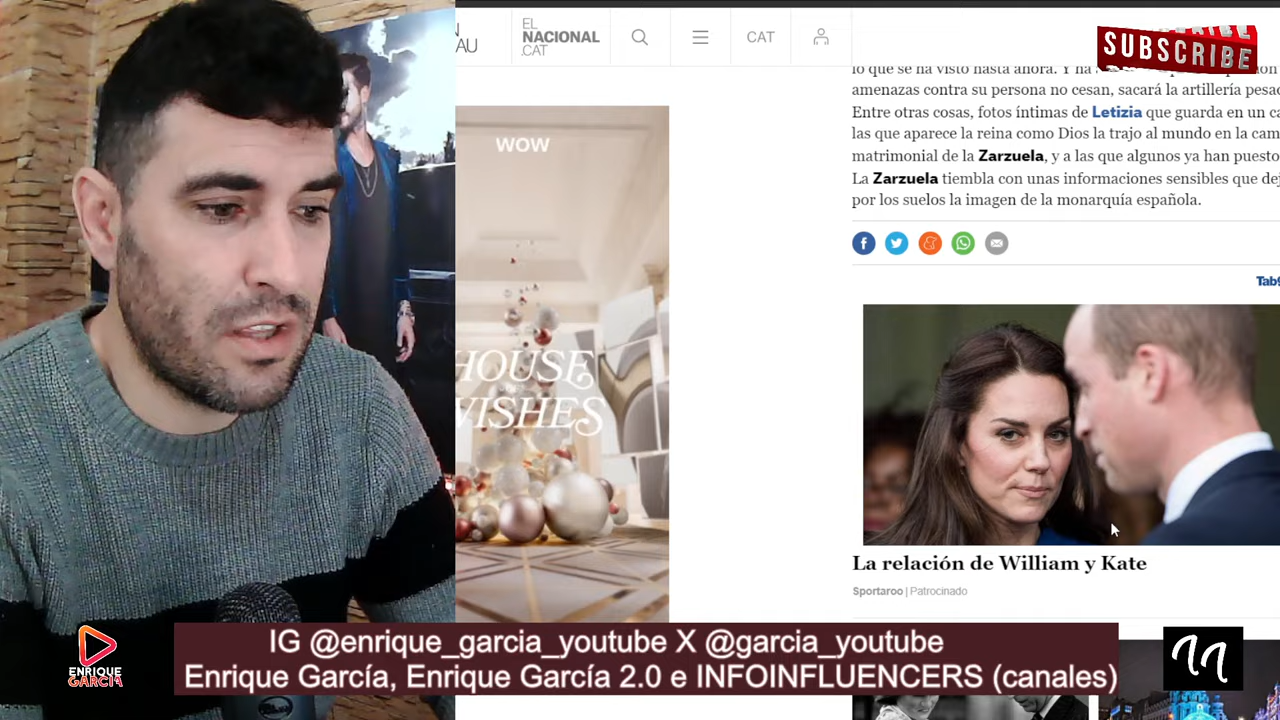 AU
EL
NACIONAL
.CAT
CAT
SUBSCRIBE
lo que se ha visto hasta ahora. Y
amenazas contra su persona no cesan, sacará la artillería
Entre otras cosas, fotos íntimas de Letizia que guarda en un
las que aparece la reina como Dios la trajo al mundo en la
matrimonial de la Zarzuela, y a las que algunos ya han puesto
La Zarzuela tiembla con unas informaciones sensibles que
por los suelos la imagen de la monarquía española.
WOW
HOUSE
OF
WISHES
La relación de William y Kate
Sportaroo | Patrocinado
IG @enrique_garcia_youtube X @garcia_youtube
Enrique García, Enrique García 2.0 e INFOINFLUENCERS (canales)
ENRIQUE
GARCÍA